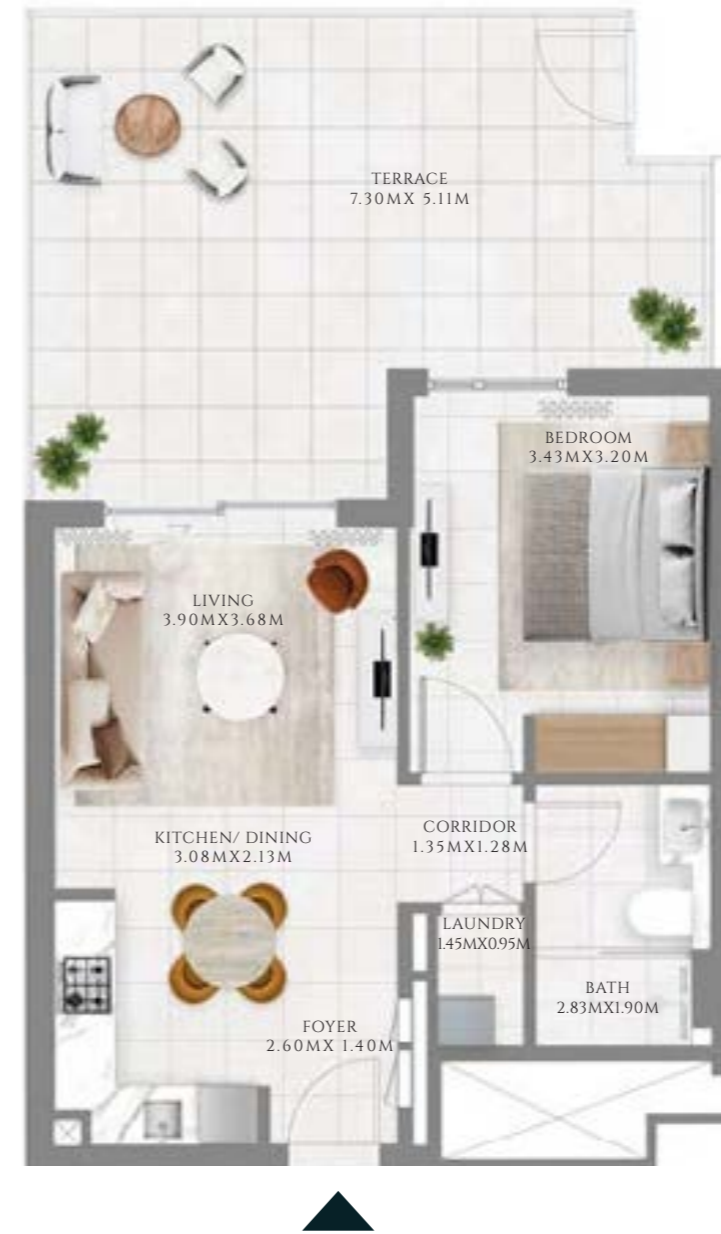 TERRACE
7.30MX 5.11M
BEDROOM
3.43MX3.20M
LIVING
3.90MX3.68M
KITCHEN/ DINING
3.08MX2.13M
CORRIDOR
1.35MX1.28M
LAUNDRY
1.45MX0.95M
BATH
2.83MX1.90M
FOYER
2.60MX 1.40M